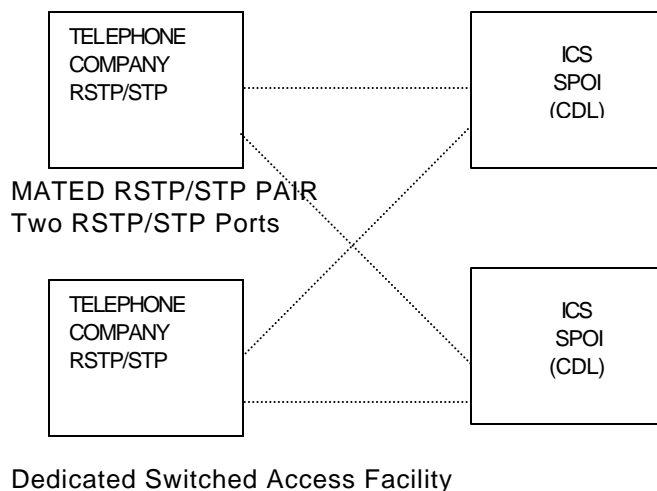 TELEPHONE
COMPANY
RSTP/STP
ICS
SPOI
(CDL)
MATED RSTP/STP PAIR
Two RSTP/STP Ports
TELEPHONE
COMPANY
RSTP/STP
ICS
SPOI
(CDL)
Dedicated Switched Access Facility